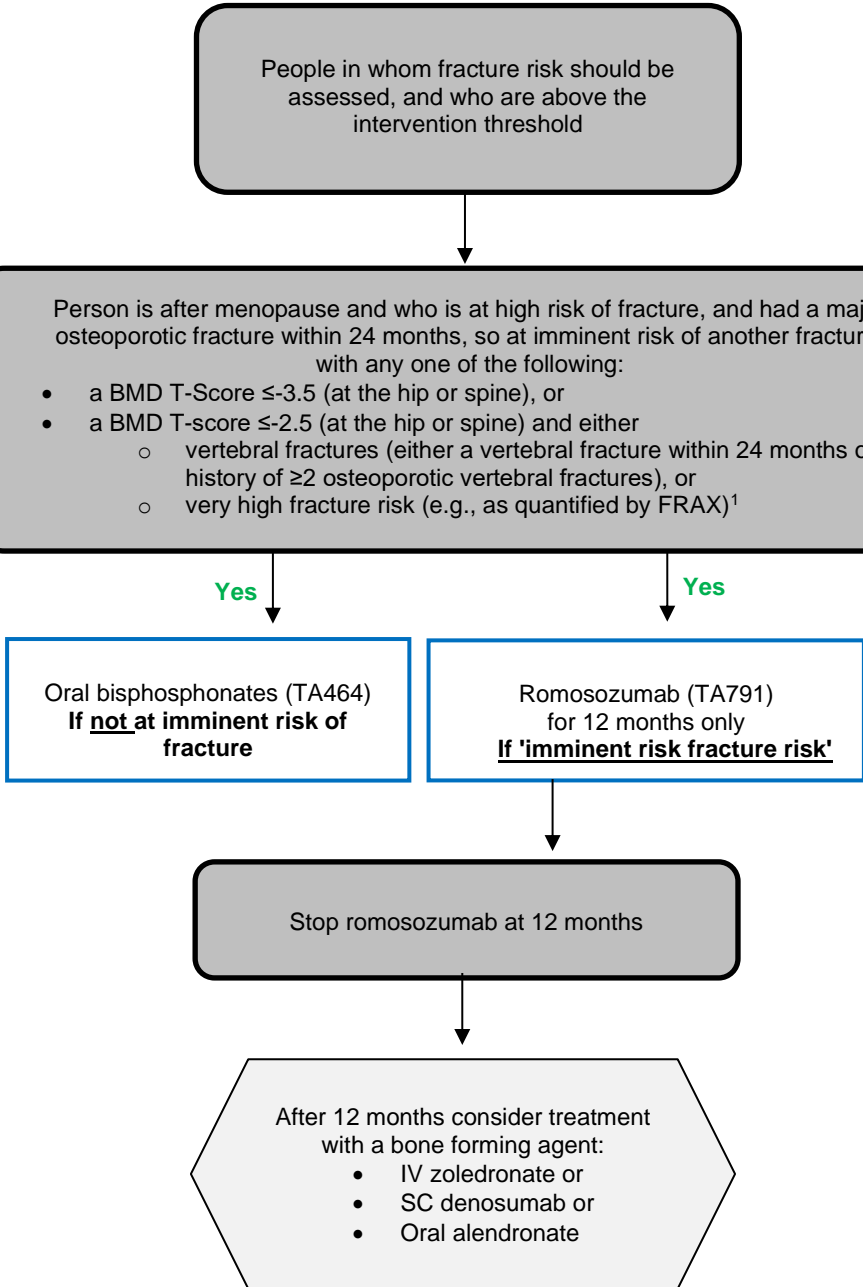 People in whom fracture risk should be
assessed, and who are above the
intervention threshold
Person is after menopause and who is at high risk of fracture, and had a maj
osteoporotic fracture within 24 months, so at imminent risk of another fractur
with any one of the following:
• a BMD T-Score ≤-3.5 (at the hip or spine), or
• a BMD T-score ≤-2.5 (at the hip or spine) and either
o vertebral fractures (either a vertebral fracture within 24 months o
history of ≥2 osteoporotic vertebral fractures), or
o very high fracture risk (e.g., as quantified by FRAX)¹
Yes
Yes
Oral bisphosphonates (TA464)
If not at imminent risk of
fracture
Romosozumab (TA791)
for 12 months only
If 'imminent risk fracture risk'
Stop romosozumab at 12 months
After 12 months consider treatment
with a bone forming agent:
• IV zoledronate or
• SC denosumab or
• Oral alendronate